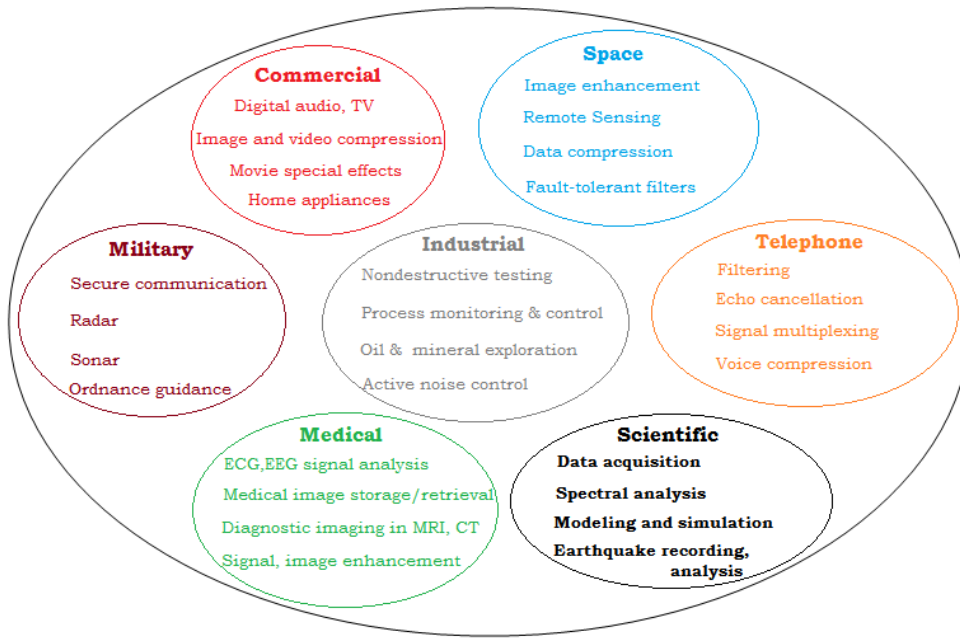 Commercial
Digital audio, TV
Image and video compression
Movie special effects
Home appliances
Space
Image enhancement
Remote Sensing
Data compression
Fault-tolerant filters
Military
Secure communication
Radar
Sonar
Ordnance guidance
Industrial
Nondestructive testing
Process monitoring & control
Oil & mineral exploration
Active noise control
Telephone
Filtering
Echo cancellation
Signal multiplexing
Voice compression
Medical
ECG,EEG signal analysis
Medical image storage/retrieval
Diagnostic imaging in MRI, CT
Signal, image enhancement
Scientific
Data acquisition
Spectral analysis
Modeling and simulation
Earthquake recording,
analysis